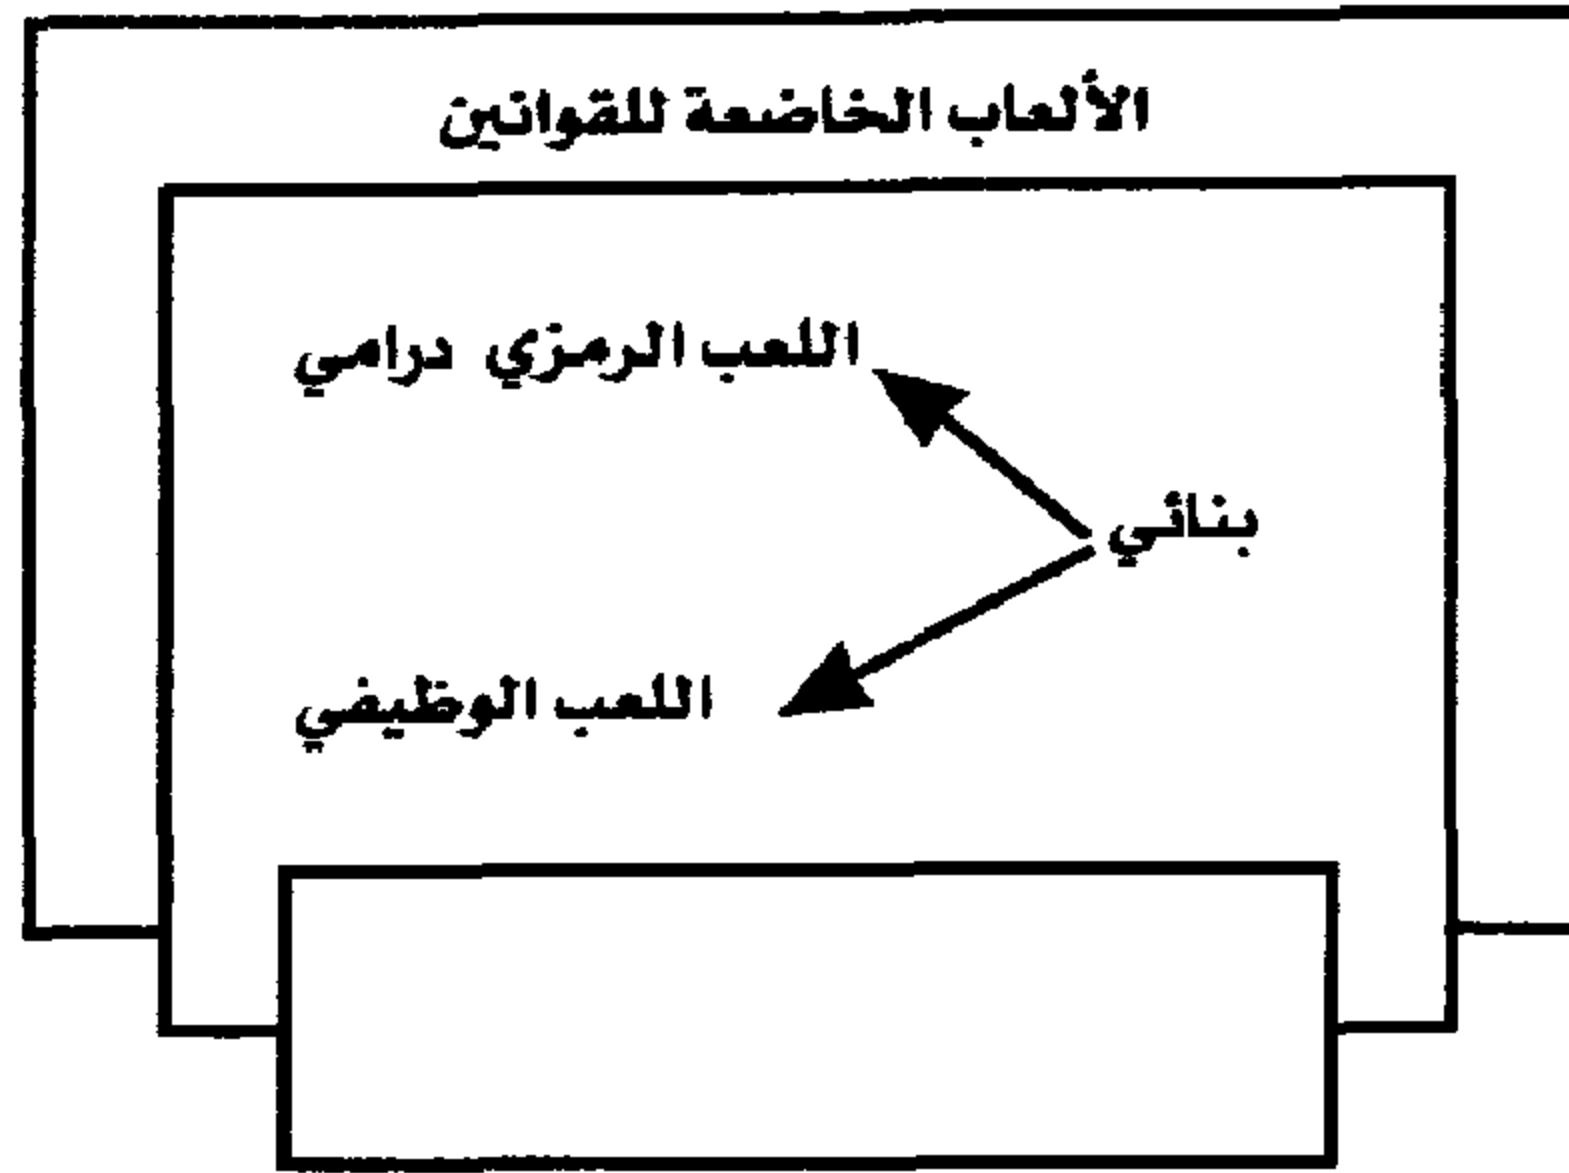 الألعاب الخاضعة للقوانين
اللعب الرمزي درامي
بنائي
اللعب الوظيفي